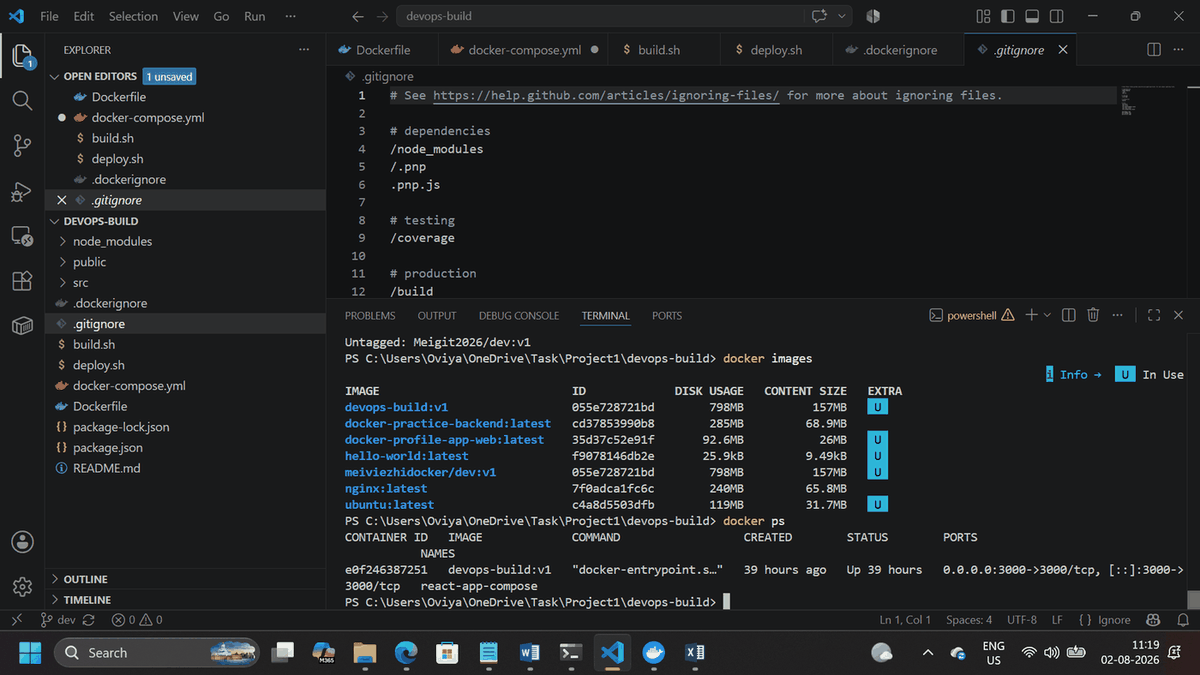 File Edit Selection View Go Run ···
devops-build
EXPLORER ···
OPEN EDITORS 1 unsaved
Dockerfile
docker-compose.yml
$ build.sh
$ deploy.sh
.dockerignore
.gitignore
DEVOPS-BUILD
node_modules
public
src
.dockerignore
.gitignore
$ build.sh
$ deploy.sh
docker-compose.yml
Dockerfile
{} package-lock.json
{} package.json
README.md
OUTLINE
TIMELINE
Dockerfile docker-compose.yml $ build.sh $ deploy.sh .dockerignore .gitignore
.gitignore
1 # See https://help.github.com/articles/ignoring-files/ for more about ignoring files.
2
3 # dependencies
4 /node_modules
5 /.pnp
6 .pnp.js
7
8 # testing
9 /coverage
10
11 # production
12 /build
PROBLEMS OUTPUT DEBUG CONSOLE TERMINAL PORTS powershell
Untagged: Meigit2026/dev:v1
PS C:\Users\Oviya\OneDrive\Task\Project1\devops-build> docker images
i Info → U In Use
IMAGE ID DISK USAGE CONTENT SIZE EXTRA
devops-build:v1 055e728721bd 798MB 157MB U
docker-practice-backend:latest cd37853990b8 285MB 68.9MB
docker-profile-app-web:latest 35d37c52e91f 92.6MB 26MB U
hello-world:latest f9078146db2e 25.9kB 9.49kB U
meiviezhidocker/dev:v1 055e728721bd 798MB 157MB U
nginx:latest 7f0adca1fc6c 240MB 65.8MB
ubuntu:latest c4a8d5503dfb 119MB 31.7MB U
PS C:\Users\Oviya\OneDrive\Task\Project1\devops-build> docker ps
CONTAINER ID IMAGE COMMAND CREATED STATUS PORTS
NAMES
e0f246387251 devops-build:v1 "docker-entrypoint.s…" 39 hours ago Up 39 hours 0.0.0.0:3000->3000/tcp, [::]:3000->
3000/tcp react-app-compose
PS C:\Users\Oviya\OneDrive\Task\Project1\devops-build>
dev 0 0 Ln 1, Col 1 Spaces: 4 UTF-8 LF {} Ignore
Search M365 ENG 11:19
US 02-08-2026